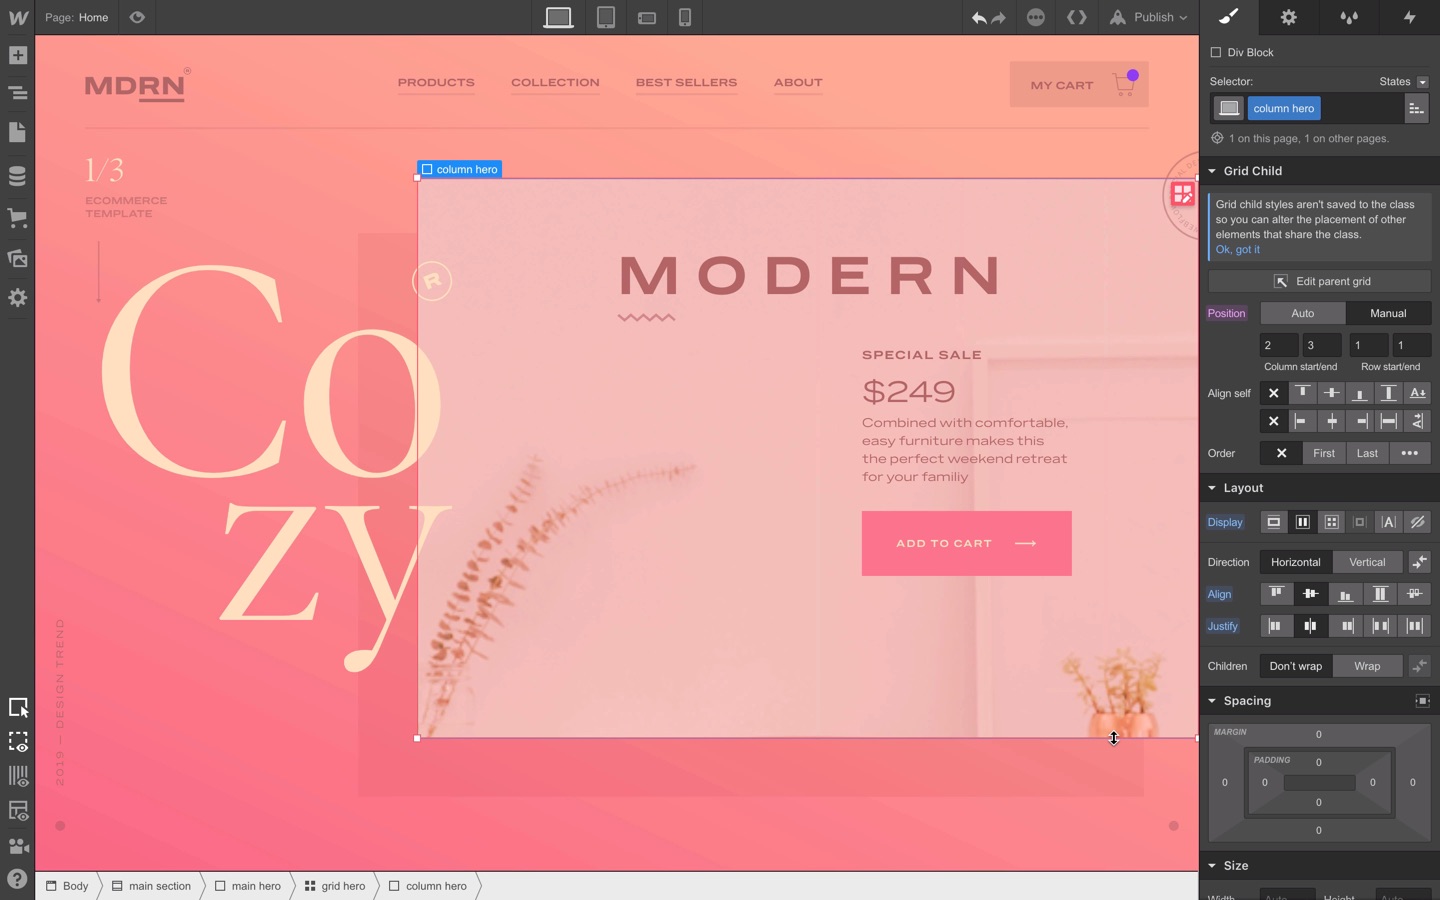 Page: Home
Publish
MDRN
PRODUCTS
COLLECTION
BEST SELLERS
ABOUT
MY CART
1/3
ECOMMERCE
TEMPLATE
column hero
R
Co
zy
MODERN
SPECIAL SALE
$249
Combined with comfortable,
easy furniture makes this
the perfect weekend retreat
for your familiy
ADD TO CART
2019 — DESIGN TREND
Body
main section
main hero
grid hero
column hero
Div Block
Selector:
States
column hero
1 on this page, 1 on other pages.
Grid Child
Grid child styles aren't saved to the class
so you can alter the placement of other
elements that share the class.
Ok, got it
Edit parent grid
Position
Auto
Manual
2
3
1
1
Column start/end
Row start/end
Align self
Order
First
Last
Layout
Display
Direction
Horizontal
Vertical
Align
Justify
Children
Don't wrap
Wrap
Spacing
MARGIN
0
PADDING
0
0
0
0
0
0
0
Size
Width
Auto
Height
Auto